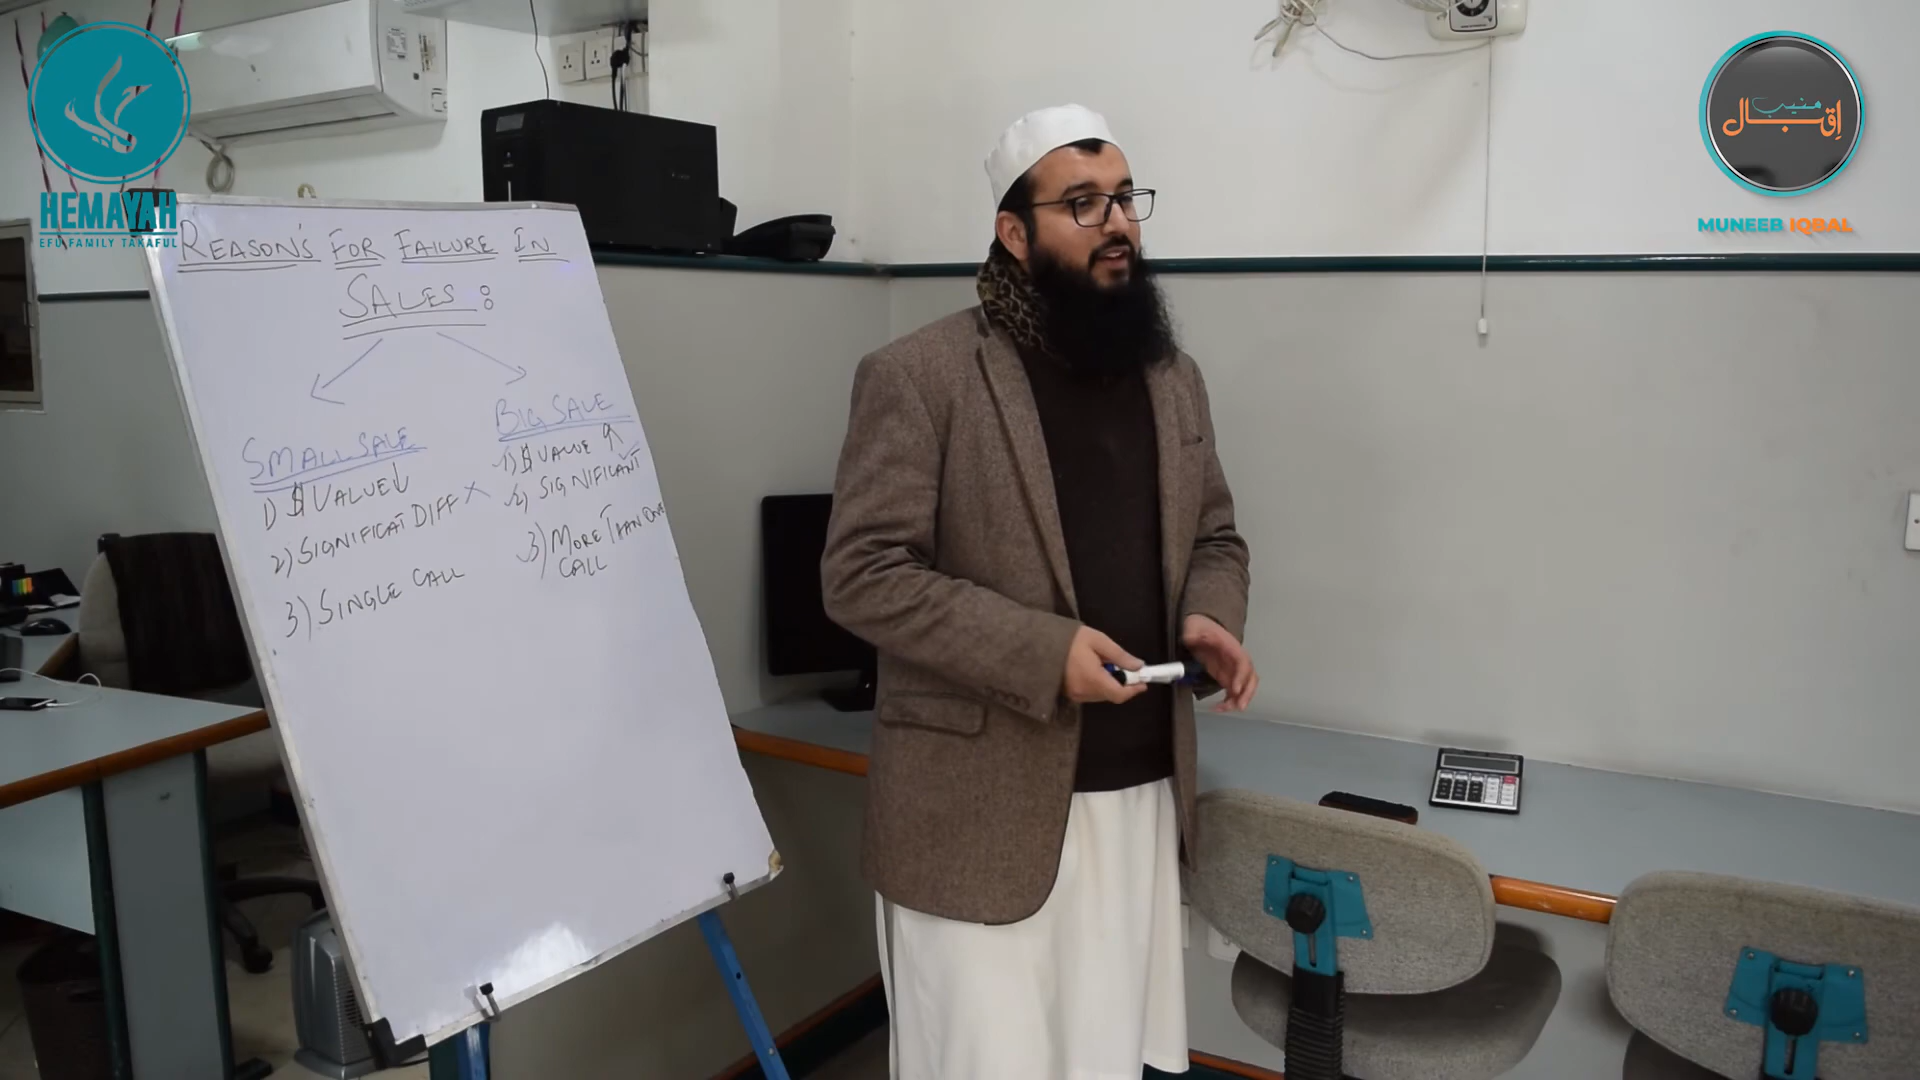 HEMAYAH
EFU FAMILY TAKAFUL
منیب
اقبال
MUNEEB IQBAL
REASON'S FOR FAILURE IN
SALES :
SMALL SALE
1) $ VALUE ↓
2) SIGNIFICAT DIFF X
3) SINGLE CALL
BIG SALE
1) $ VALUE ↑
2) SIGNIFICANT ✓
3) MORE THAN ONE
CALL